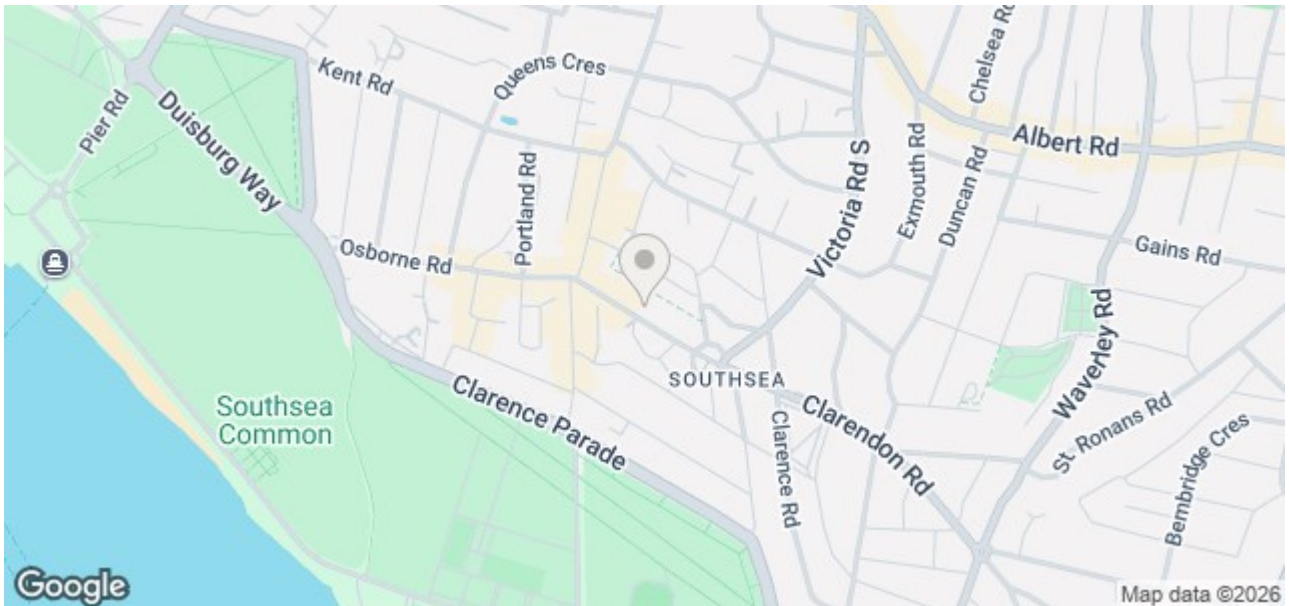 Kent Rd
Queens Cres
Chelsea Rd
Pier Rd
Duisburg Way
Albert Rd
Portland Rd
Victoria Rd S
Exmouth Rd
Duncan Rd
Gains Rd
Osborne Rd
Waverley Rd
SOUTHSEA
Clarence Parade
Southsea
Common
Clarendon Rd
Clarence Rd
St Ronans Rd
Bembridge Cres
Google
Map data ©2026